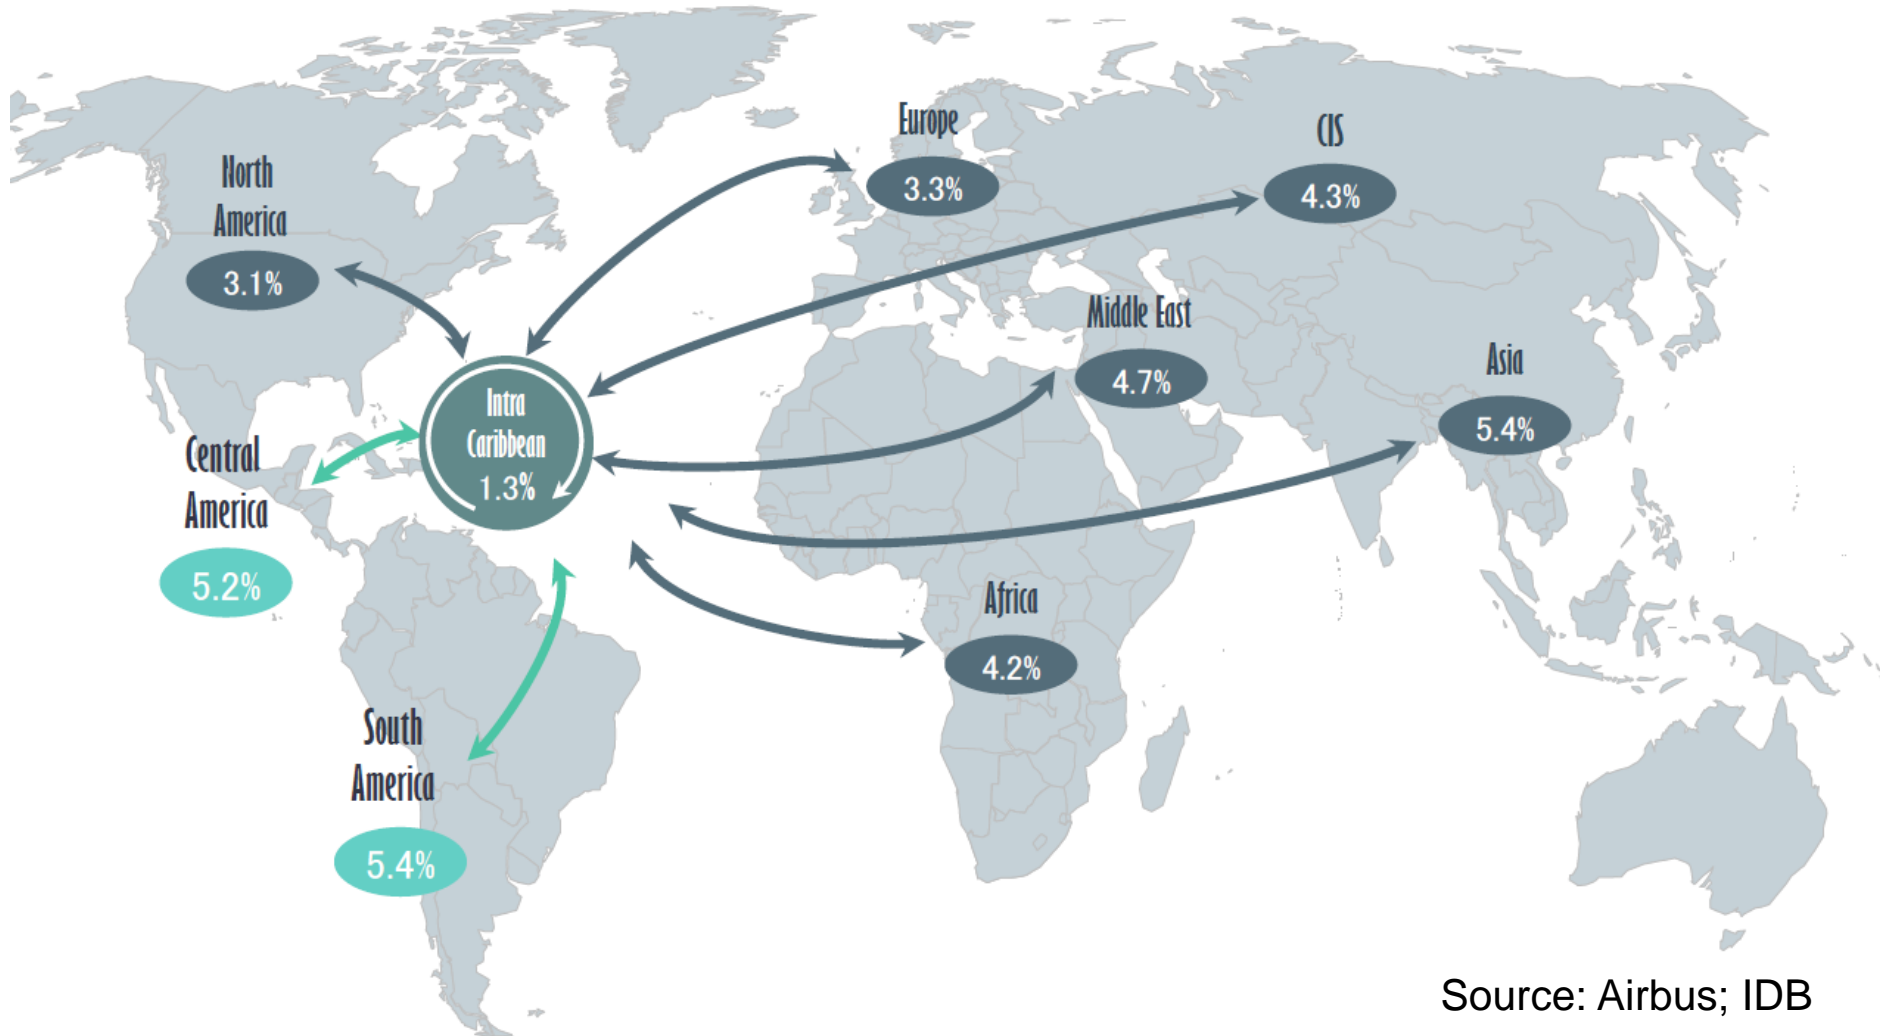 Europe
3.3%
CIS
4.3%
North
America
3.1%
Middle East
4.7%
Asia
5.4%
Intra
Caribbean
1.3%
Central
America
5.2%
Africa
4.2%
South
America
5.4%
Source: Airbus; IDB